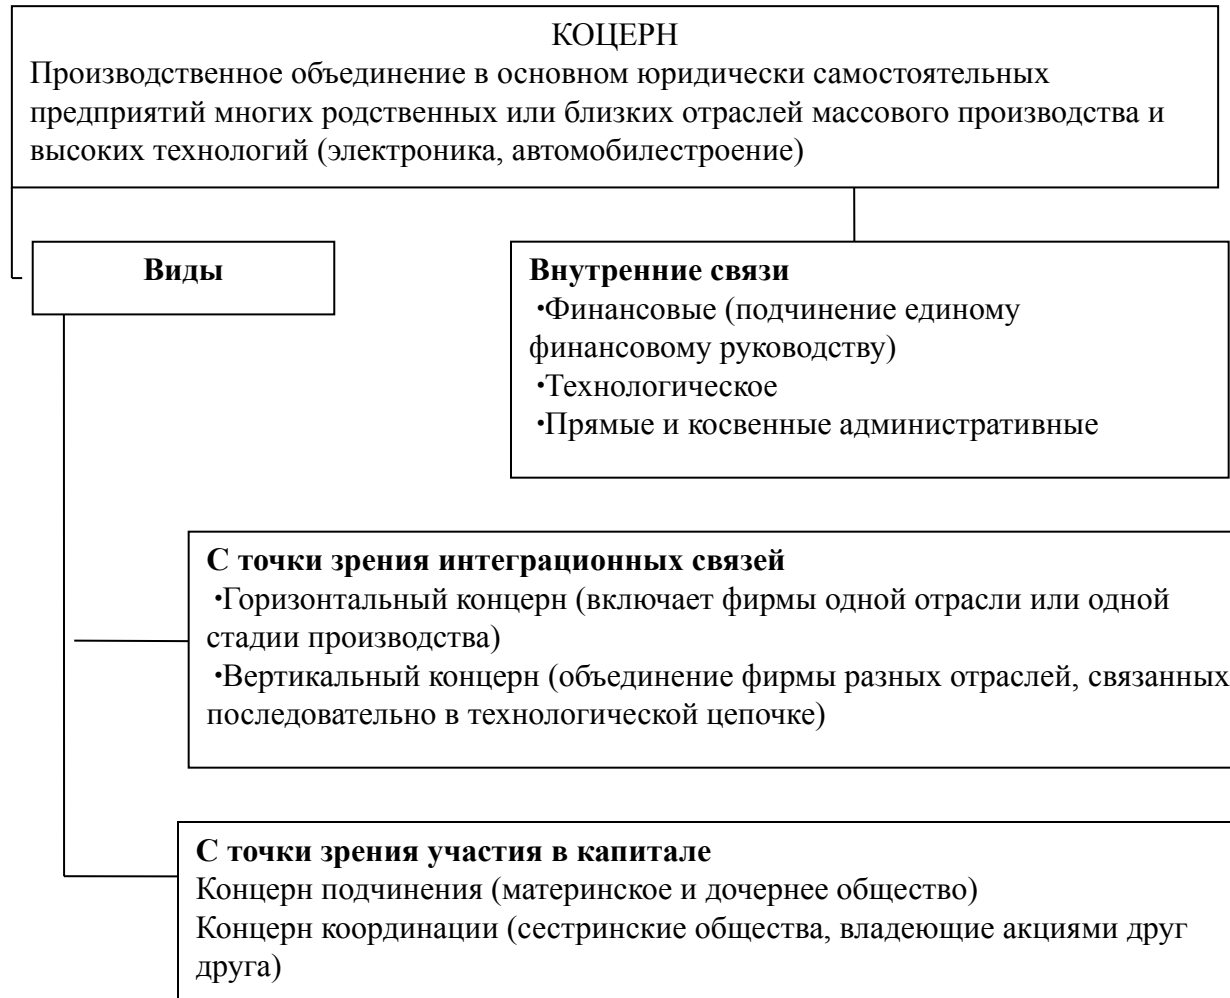 КОЦЕРН
Производственное объединение в основном юридически самостоятельных
предприятий многих родственных или близких отраслей массового производства и
высоких технологий (электроника, автомобилестроение)
Виды
Внутренние связи
·Финансовые (подчинение единому
финансовому руководству)
·Технологическое
·Прямые и косвенные административные
С точки зрения интеграционных связей
·Горизонтальный концерн (включает фирмы одной отрасли или одной
стадии производства)
·Вертикальный концерн (объединение фирмы разных отраслей, связанных
последовательно в технологической цепочке)
С точки зрения участия в капитале
Концерн подчинения (материнское и дочернее общество)
Концерн координации (сестринские общества, владеющие акциями друг
друга)